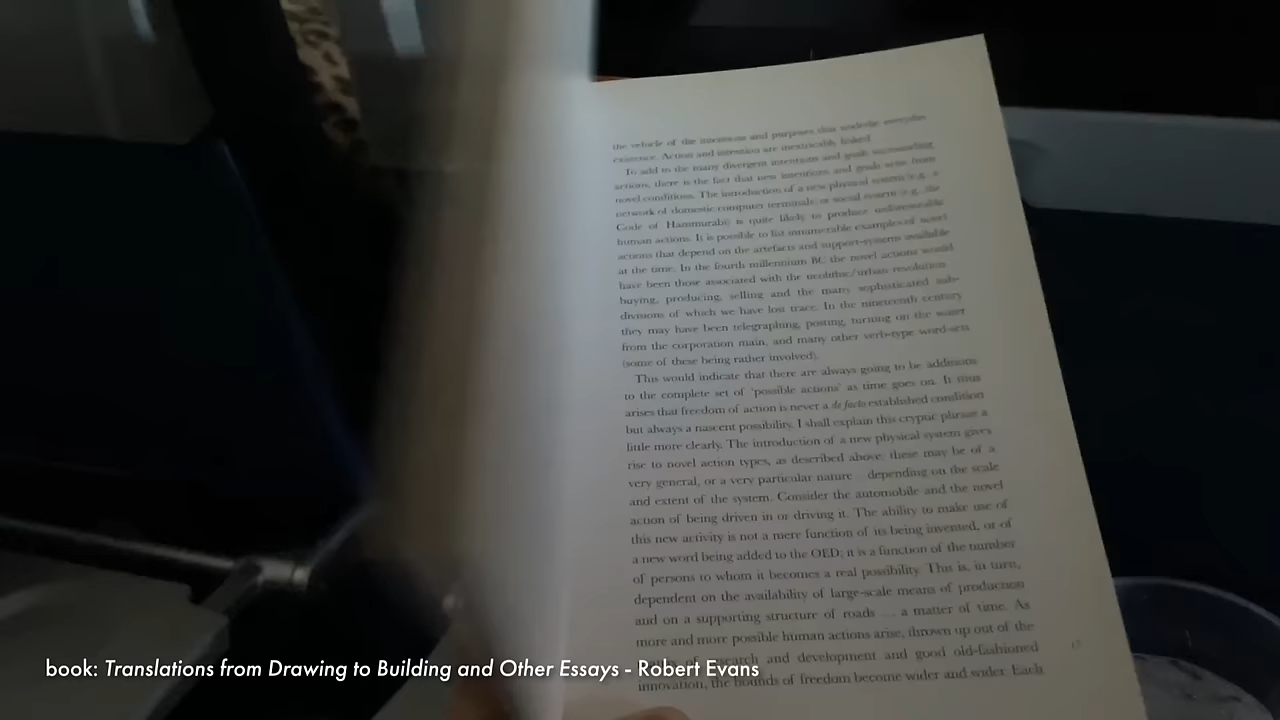 the vehicle of the intentions and purposes that underlie everyday
existence. Action and intention are inextricably linked.
To add to the many divergent intentions and goals surrounding
actions, there is the fact that new intentions and goals arise from
novel conditions. The introduction of a new physical system (e.g. a
network of domestic computer terminals) or social system (e.g. the
Code of Hammurabi) is quite likely to produce unforeseeable
human actions. It is possible to list innumerable examples of novel
actions that depend on the artefacts and support-systems available
at the time. In the fourth millennium BC the novel actions would
have been those associated with the neolithic/urban revolution
buying, producing, selling and the many sophisticated sub-
divisions of which we have lost trace. In the nineteenth century
they may have been telegraphing, posting, turning on the water
from the corporation main, and many other verb-type word-sets
(some of these being rather involved).
This would indicate that there are always going to be additions
to the complete set of 'possible actions' as time goes on. It thus
arises that freedom of action is never a de facto established condition
but always a nascent possibility. I shall explain this cryptic phrase a
little more clearly. The introduction of a new physical system gives
rise to novel action types, as described above: these may be of a
very general, or a very particular nature depending on the scale
and extent of the system. Consider the automobile and the novel
action of being driven in or driving it. The ability to make use of
this new activity is not a mere function of its being invented, or of
a new word being added to the OED; it is a function of the number
of persons to whom it becomes a real possibility. This is, in turn,
dependent on the availability of large-scale means of production
and on a supporting structure of roads ... a matter of time. As
more and more possible human actions arise, thrown up out of the
of research and development and good old-fashioned
innovation, the bounds of freedom become wider and wider. Each
17
book: Translations from Drawing to Building and Other Essays - Robert Evans